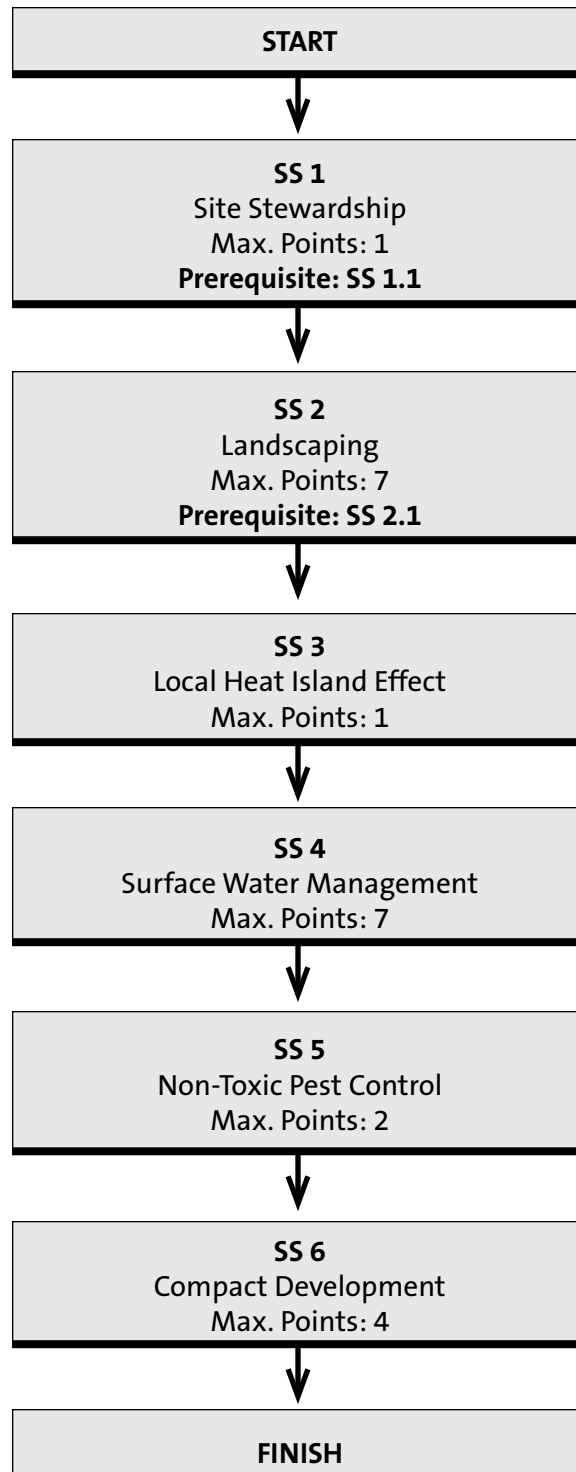 START
SS 1
Site Stewardship
Max. Points: 1
Prerequisite: SS 1.1
SS 2
Landscaping
Max. Points: 7
Prerequisite: SS 2.1
SS 3
Local Heat Island Effect
Max. Points: 1
SS 4
Surface Water Management
Max. Points: 7
SS 5
Non-Toxic Pest Control
Max. Points: 2
SS 6
Compact Development
Max. Points: 4
FINISH